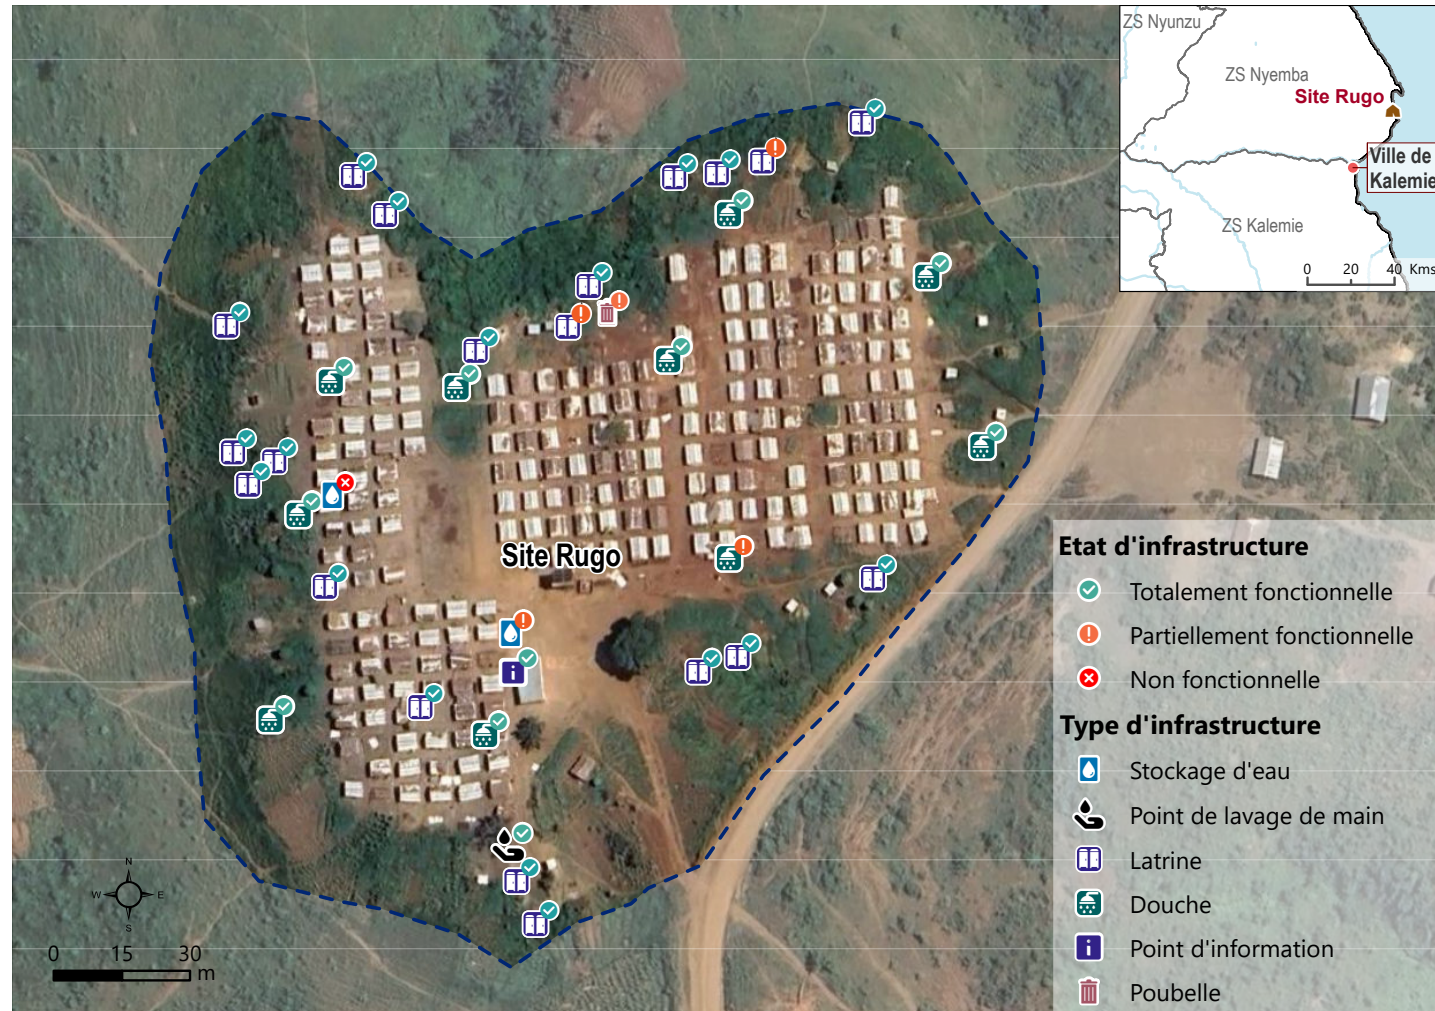 ZS Nyunzu
ZS Nyemba
Site Rugo
Ville de
Kalemie
ZS Kalemie
0 20 40 Kms
Site Rugo
Etat d'infrastructure
Totalement fonctionnelle
Partiellement fonctionnelle
Non fonctionnelle
Type d'infrastructure
Stockage d'eau
Point de lavage de main
Latrine
Douche
Point d'information
Poubelle
N
W E
S
0 15 30
m